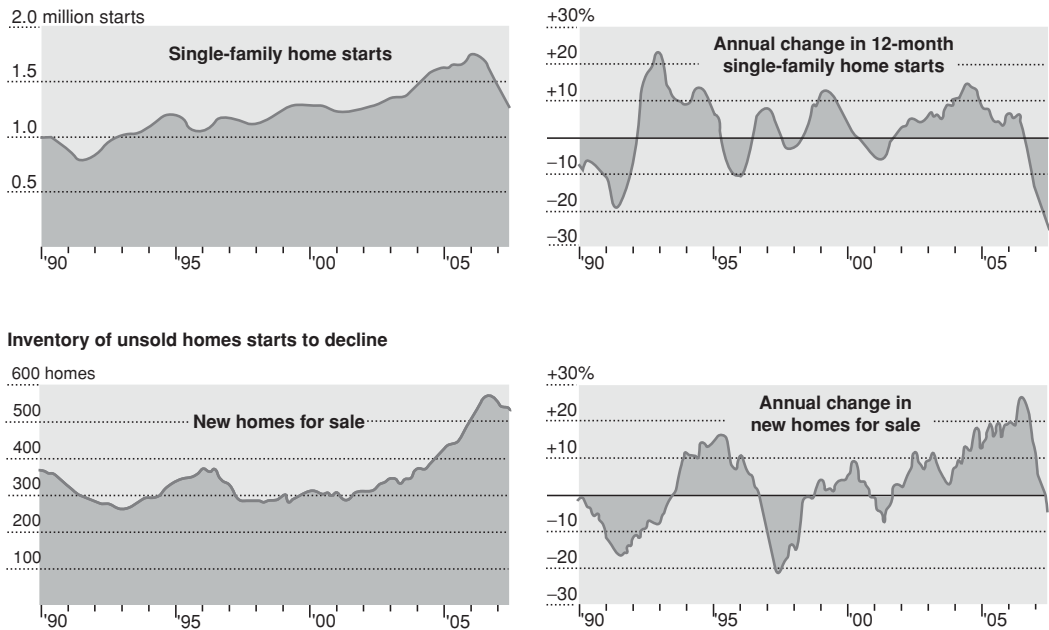 2.0 million starts
Single-family home starts
1.5
1.0
0.5
'90 '95 '00 '05
+30%
Annual change in 12-month
single-family home starts
+20
+10
–10
–20
–30
'90 '95 '00 '05
Inventory of unsold homes starts to decline
600 homes
New homes for sale
500
400
300
200
100
'90 '95 '00 '05
+30%
Annual change in
new homes for sale
+20
+10
–10
–20
–30
'90 '95 '00 '05